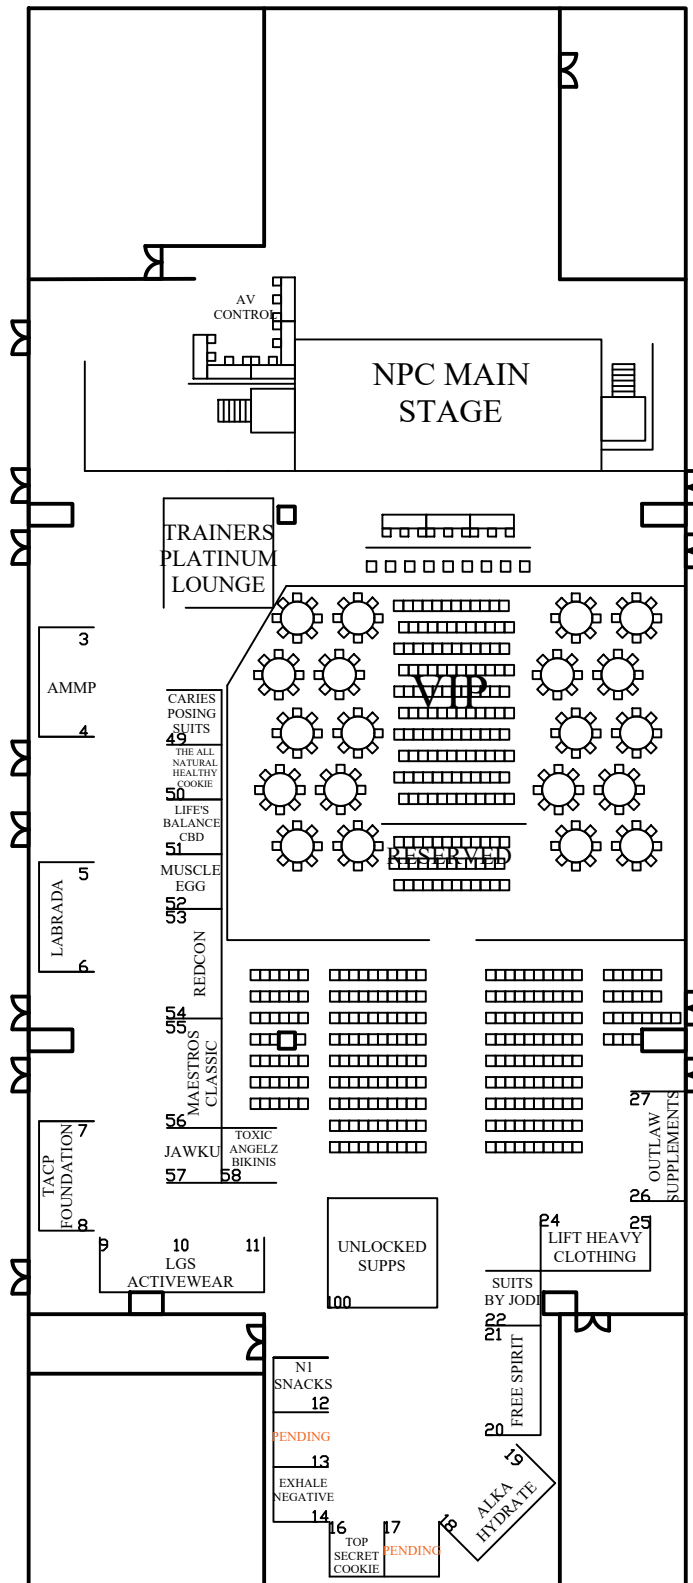 AV
CONTROL
NPC MAIN
STAGE
TRAINERS
PLATINUM
LOUNGE
3
AMMP
4
VIP
CARIES
POSING
SUITS
49
THE ALL
NATURAL
HEALTHY
COOKIE
50
LIFE'S
BALANCE
CBD
51
RESERVED
MUSCLE
EGG
52
53
5
LABRADA
6
REDCON
54
55
MAESTROS
CLASSIC
56
JAWKU
57
TOXIC
ANGELZ
BIKINIS
58
7
TACP
FOUNDATION
8
27
OUTLAW
SUPPLEMENTS
26
9
10
11
LGS
ACTIVEWEAR
UNLOCKED
SUPPS
100
24
25
LIFT HEAVY
CLOTHING
SUITS
BY JODI
22
21
FREE SPIRIT
20
N1
SNACKS
12
PENDING
13
EXHALE
NEGATIVE
14
16
TOP
SECRET
COOKIE
17
PENDING
18
ALKA
HYDRATE
19